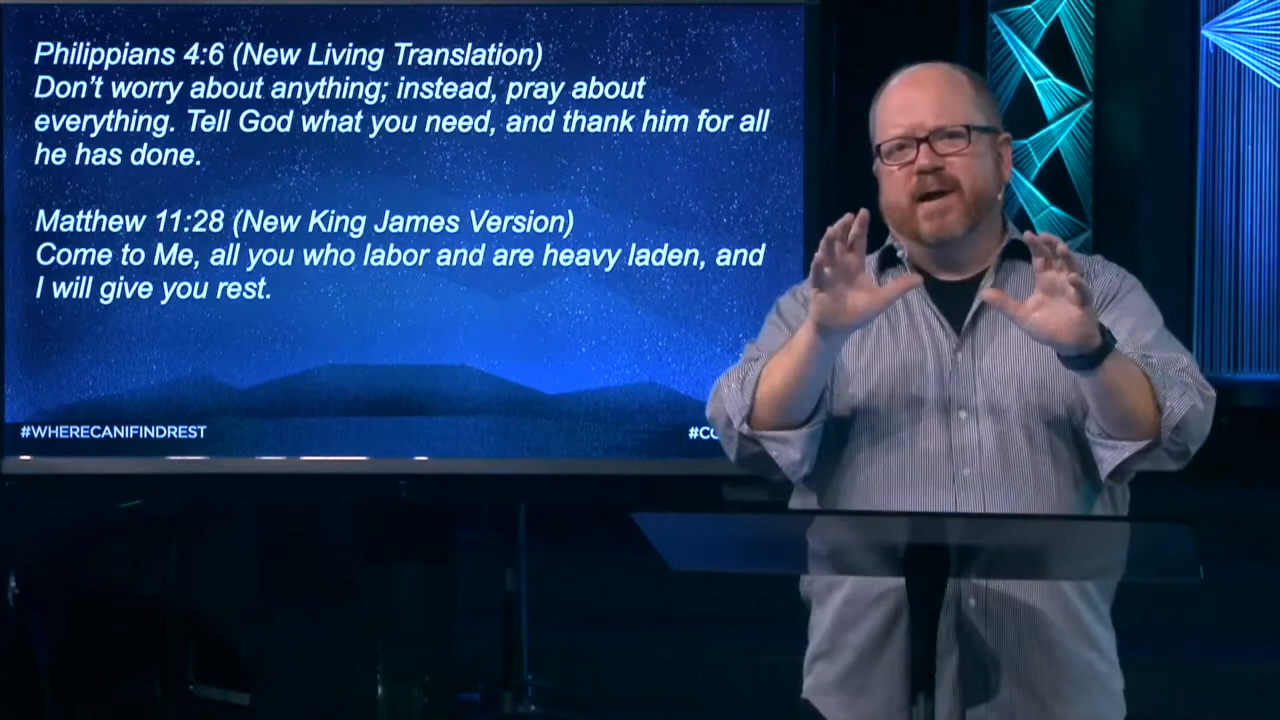 Philippians 4:6 (New Living Translation)
Don't worry about anything; instead, pray about
everything. Tell God what you need, and thank him for all
he has done.
Matthew 11:28 (New King James Version)
Come to Me, all you who labor and are heavy laden, and
I will give you rest.
#WHERECANIFINDREST